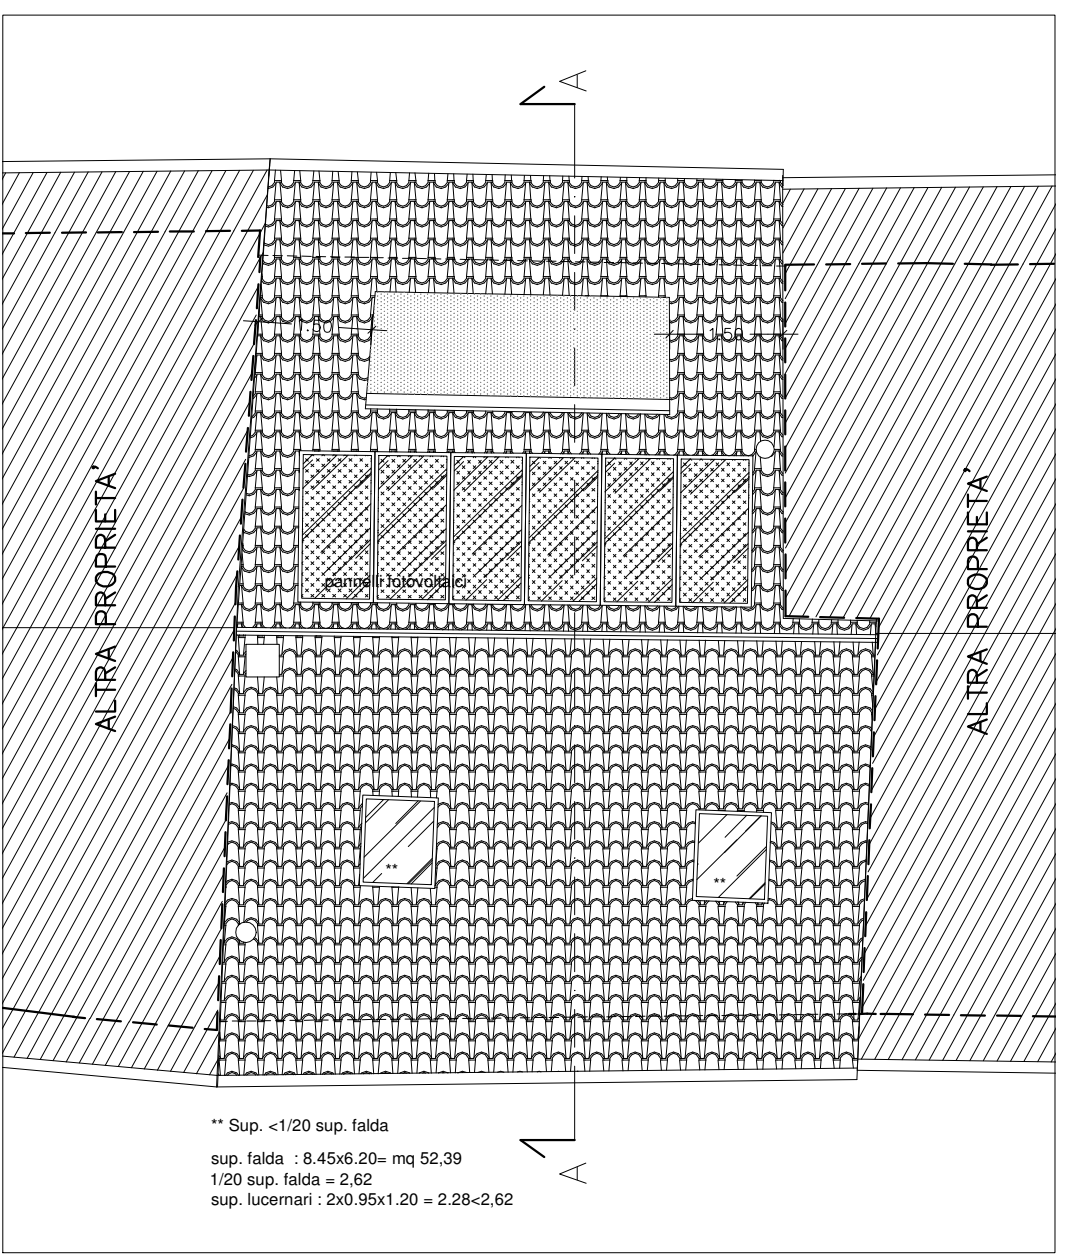 A
1.50
1.50
pannelli fotovoltaici
ALTRA PROPRIETA'
ALTRA PROPRIETA'
**
**
** Sup. <1/20 sup. falda
sup. falda : 8.45x6.20= mq 52,39
1/20 sup. falda = 2,62
sup. lucernari : 2x0.95x1.20 = 2.28<2,62
A